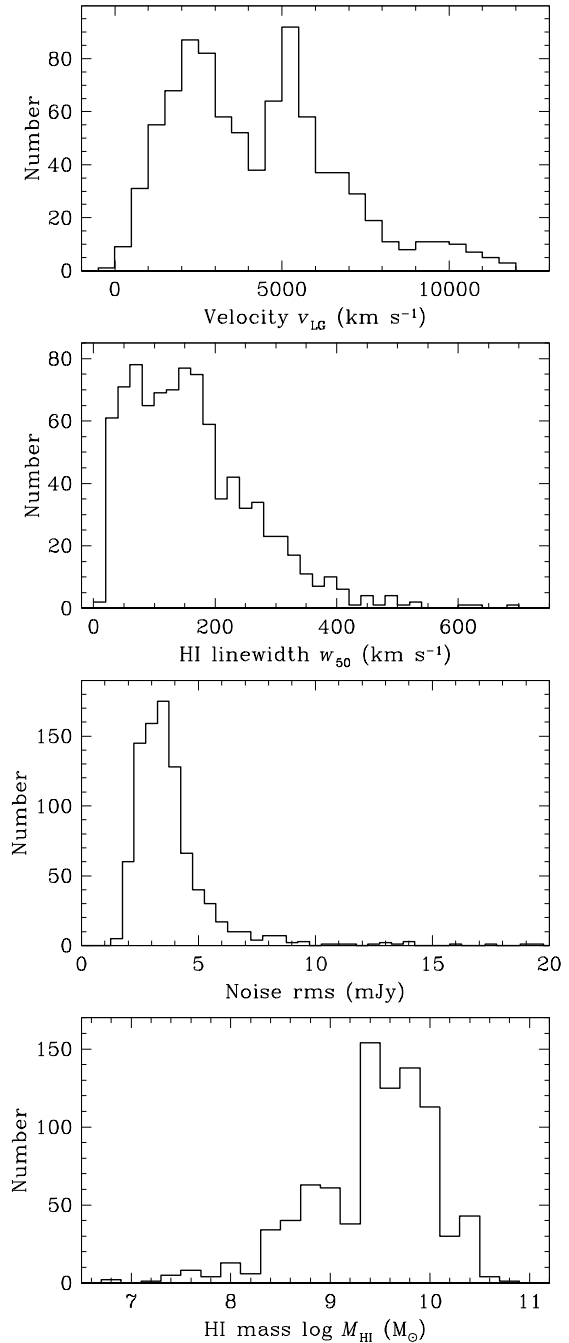 80
60
40
20
0
Number
0 5000 10000
Velocity v_LG (km s⁻¹)
80
60
40
20
0
Number
0 200 400 600
HI linewidth w_50 (km s⁻¹)
150
100
50
0
Number
0 5 10 15 20
Noise rms (mJy)
150
100
50
0
Number
7 8 9 10 11
HI mass log M_HI (M_⊙)